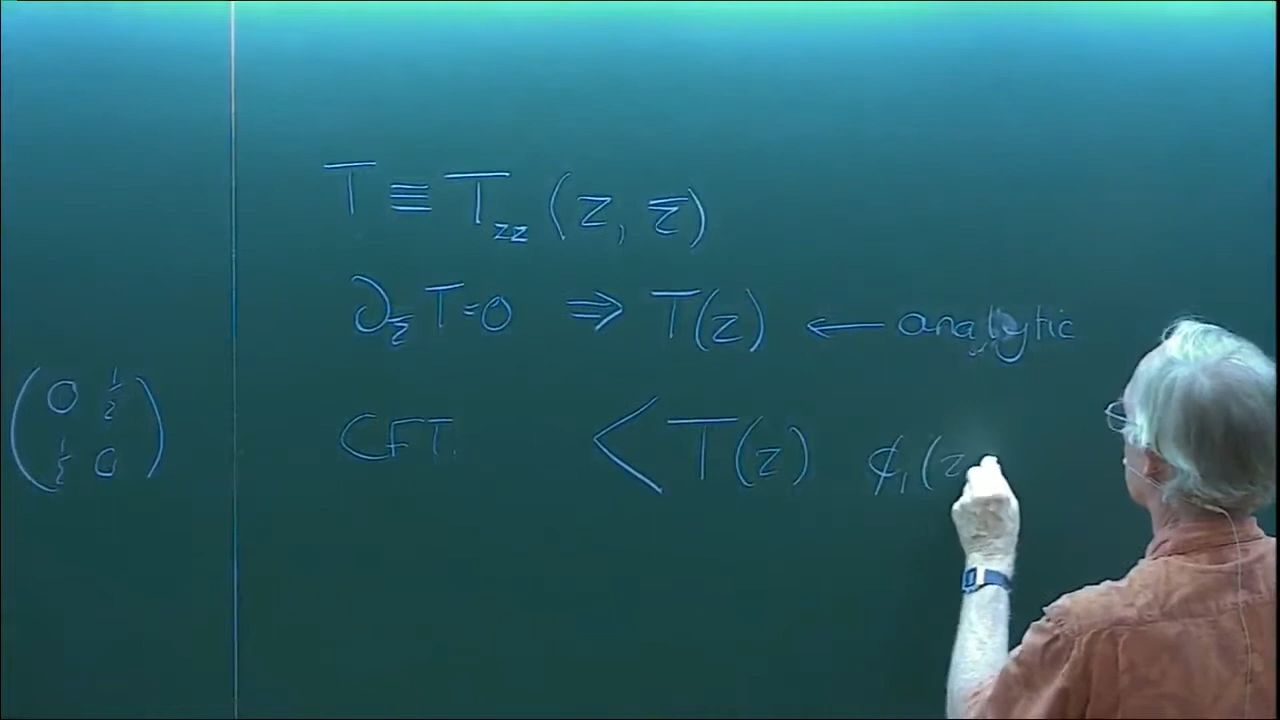 T ≡ T_zz (z, z̄)
∂_z̄ T = 0 ⇒ T(z) ← analytic
(0 1/2
1/2 0)
CFT. < T(z) ϕ₁(z